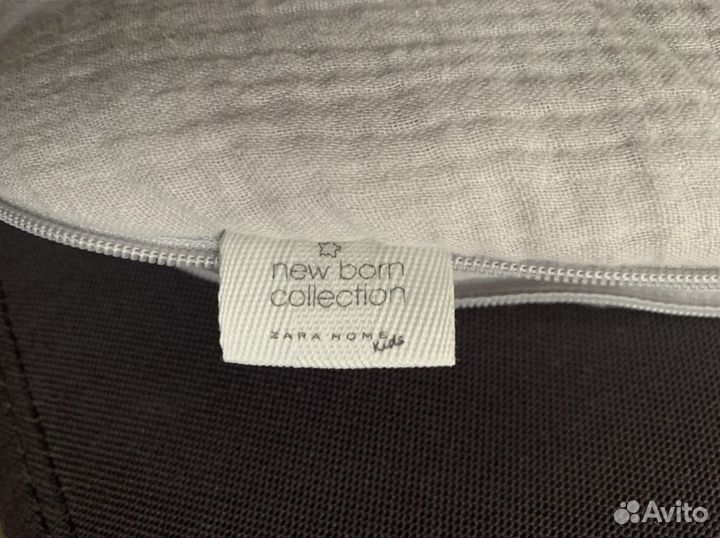 new born
collection
ZARA HOME
Kids
Avito